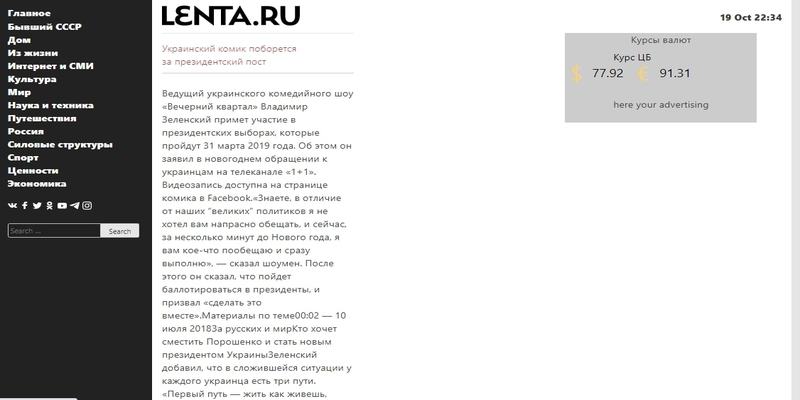 Главное
Бывший СССР
Дом
Из жизни
Интернет и СМИ
Культура
Мир
Наука и техника
Путешествия
Россия
Силовые структуры
Спорт
Ценности
Экономика
Search ...
Search
LENTA.RU
Украинский комик поборется
за президентский пост
Ведущий украинского комедийного шоу
«Вечерний квартал» Владимир
Зеленский примет участие в
президентских выборах, которые
пройдут 31 марта 2019 года. Об этом он
заявил в новогоднем обращении к
украинцам на телеканале «1+1».
Видеозапись доступна на странице
комика в Facebook.«Знаете, в отличие
от наших "великих" политиков я не
хотел вам напрасно обещать, и сейчас,
за несколько минут до Нового года, я
вам кое-что пообещаю и сразу
выполню», — сказал шоумен. После
этого он сказал, что пойдет
баллотироваться в президенты, и
призвал «сделать это
вместе».Материалы по теме00:02 — 10
июля 2018За русских и мирКто хочет
сместить Порошенко и стать новым
президентом УкраиныЗеленский
добавил, что в сложившейся ситуации у
каждого украинца есть три пути.
«Первый путь — жить как живешь,
19 Oct 22:34
Курсы валют
Курс ЦБ
$ 77.92 € 91.31
here your advertising